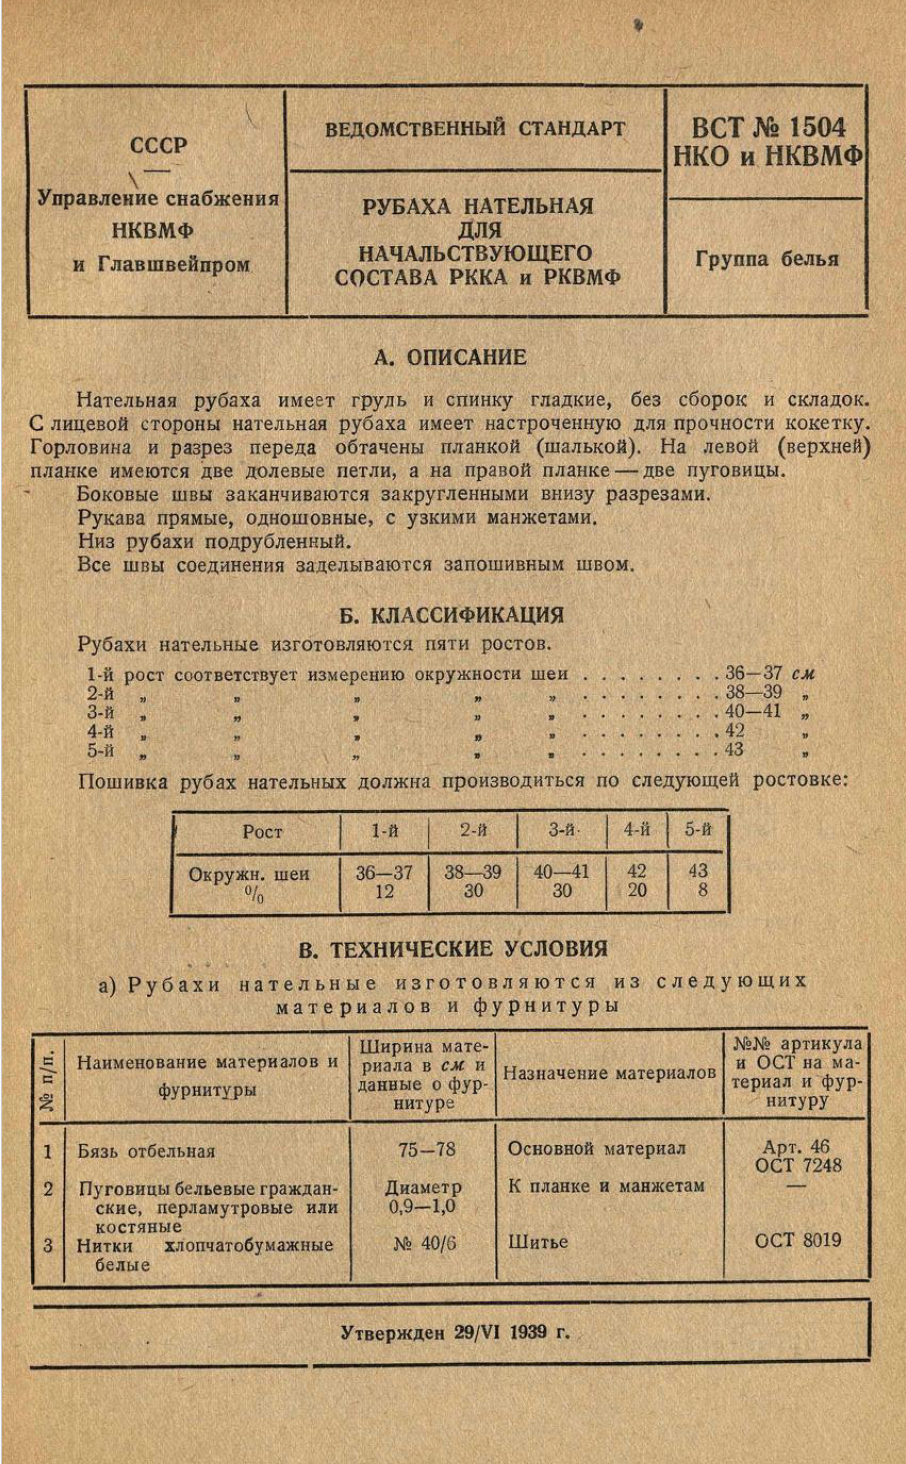 СССР
Управление снабжения
НКВМФ
и Главшвейпром
ВЕДОМСТВЕННЫЙ СТАНДАРТ
РУБАХА НАТЕЛЬНАЯ
ДЛЯ
НАЧАЛЬСТВУЮЩЕГО
СОСТАВА РККА и РКВМФ
ВСТ № 1504
НКО и НКВМФ
Группа белья
А. ОПИСАНИЕ
Нательная рубаха имеет грудь и спинку гладкие, без сборок и складок.
С лицевой стороны нательная рубаха имеет настроченную для прочности кокетку.
Горловина и разрез переда обтачены планкой (шалькой). На левой (верхней)
планке имеются две долевые петли, а на правой планке — две пуговицы.
Боковые швы заканчиваются закругленными внизу разрезами.
Рукава прямые, одношовные, с узкими манжетами.
Низ рубахи подрубленный.
Все швы соединения заделываются запошивным швом.
Б. КЛАССИФИКАЦИЯ
Рубахи нательные изготовляются пяти ростов.
1-й рост соответствует измерению окружности шеи . . . . . . . . 36—37 см
2-й „ „ „ „ „ . . . . . . . . 38—39 „
3-й „ „ „ „ „ . . . . . . . . 40—41 „
4-й „ „ „ „ „ . . . . . . . . 42 „
5-й „ „ „ „ „ . . . . . . . . 43 „
Пошивка рубах нательных должна производиться по следующей ростовке:
Рост 1-й 2-й 3-й 4-й 5-й
Окружн. шеи 36—37 38—39 40—41 42 43
% 12 30 30 20 8
В. ТЕХНИЧЕСКИЕ УСЛОВИЯ
а) Рубахи нательные изготовляются из следующих
материалов и фурнитуры
№ п/п.
Наименование материалов и
фурнитуры
Ширина мате-
риала в см и
данные о фур-
нитуре
Назначение материалов
№№ артикула
и ОСТ на ма-
териал и фур-
нитуру
1 Бязь отбельная 75—78 Основной материал Арт. 46
ОСТ 7248
2 Пуговицы бельевые граждан- Диаметр К планке и манжетам —
ские, перламутровые или 0,9—1,0
костяные
3 Нитки хлопчатобумажные № 40/6 Шитье ОСТ 8019
белые
Утвержден 29/VI 1939 г.